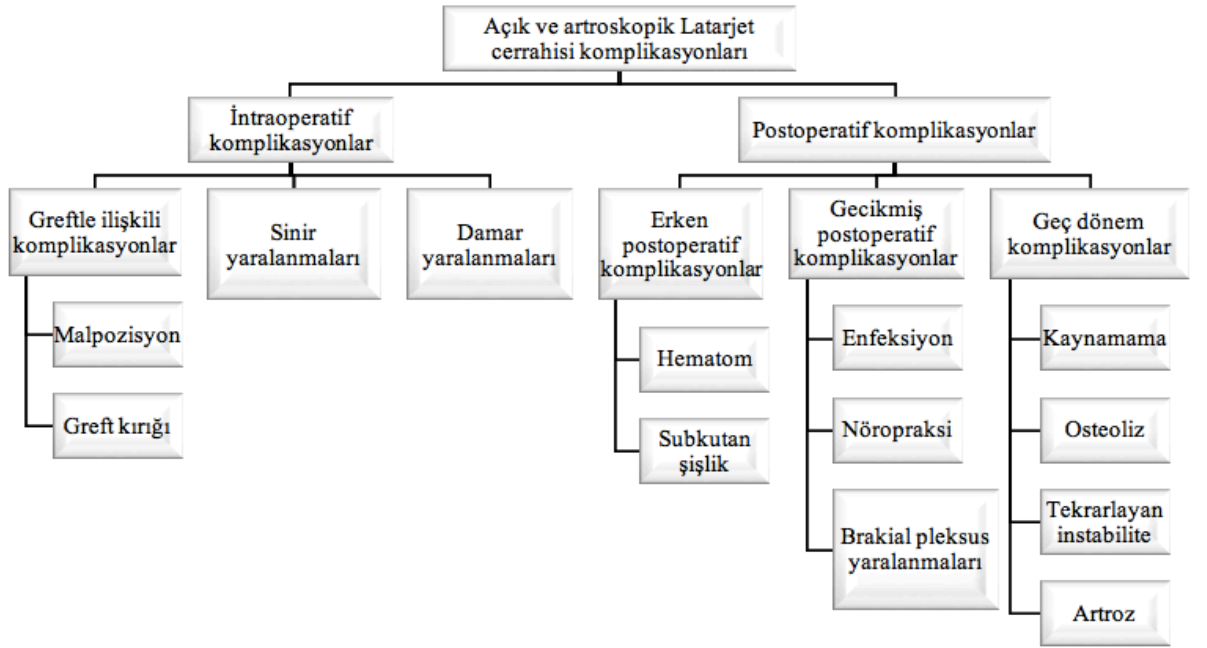 Açık ve artroskopik Latarjet
cerrahisi komplikasyonları
İntraoperatif
komplikasyonlar
Postoperatif komplikasyonlar
Greftle ilişkili
komplikasyonlar
Sinir
yaralanmaları
Damar
yaralanmaları
Erken
postoperatif
komplikasyonlar
Gecikmiş
postoperatif
komplikasyonlar
Geç dönem
komplikasyonlar
Malpozisyon
Greft kırığı
Hematom
Subkutan
şişlik
Enfeksiyon
Nöropraksi
Brakial pleksus
yaralanmaları
Kaynamama
Osteoliz
Tekrarlayan
instabilite
Artroz